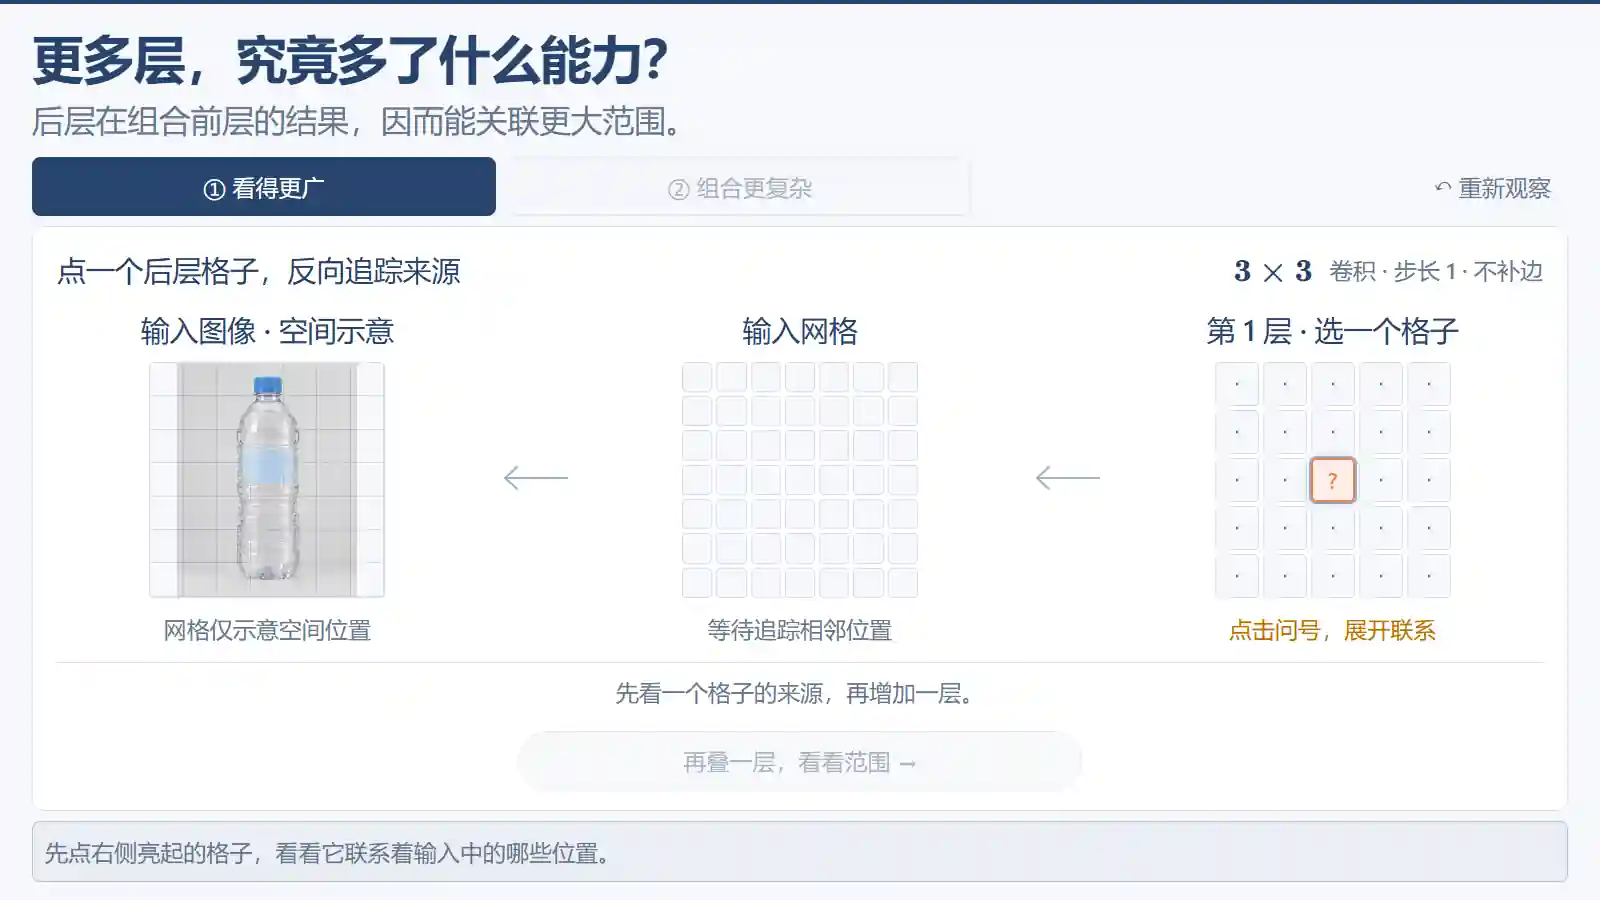 更多层，究竟多了什么能力？
后层在组合前层的结果，因而能关联更大范围。
① 看得更广
② 组合更复杂
↶ 重新观察
点一个后层格子，反向追踪来源
3 × 3 卷积 · 步长 1 · 不补边
输入图像 · 空间示意
输入网格
第 1 层 · 选一个格子
?
网格仅示意空间位置
等待追踪相邻位置
点击问号，展开联系
先看一个格子的来源，再增加一层。
再叠一层，看看范围 →
先点右侧亮起的格子，看看它联系着输入中的哪些位置。